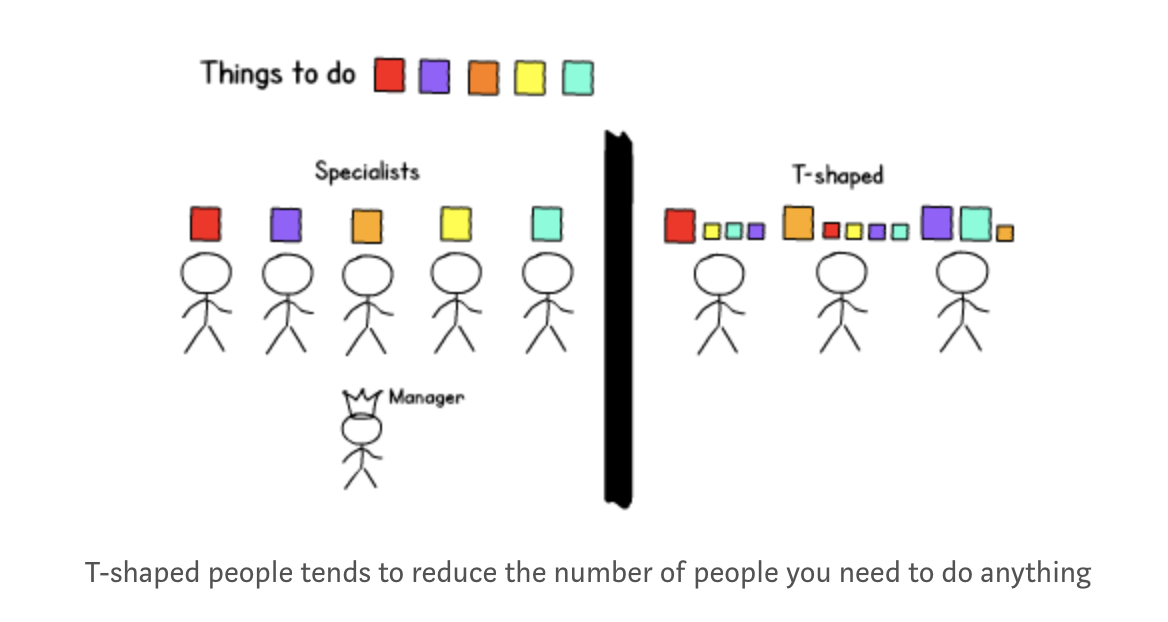 Things to do
Specialists
T-shaped
Manager
T-shaped people tends to reduce the number of people you need to do anything